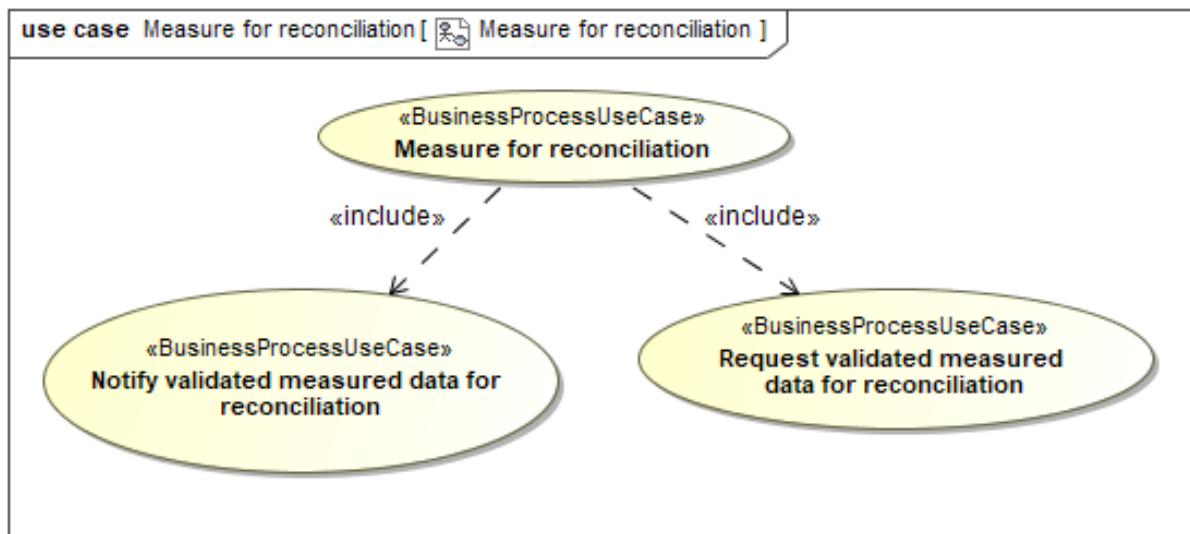 use case Measure for reconciliation [ Measure for reconciliation ]
«BusinessProcessUseCase»
Measure for reconciliation
«include»
«include»
«BusinessProcessUseCase»
Notify validated measured data for
reconciliation
«BusinessProcessUseCase»
Request validated measured
data for reconciliation